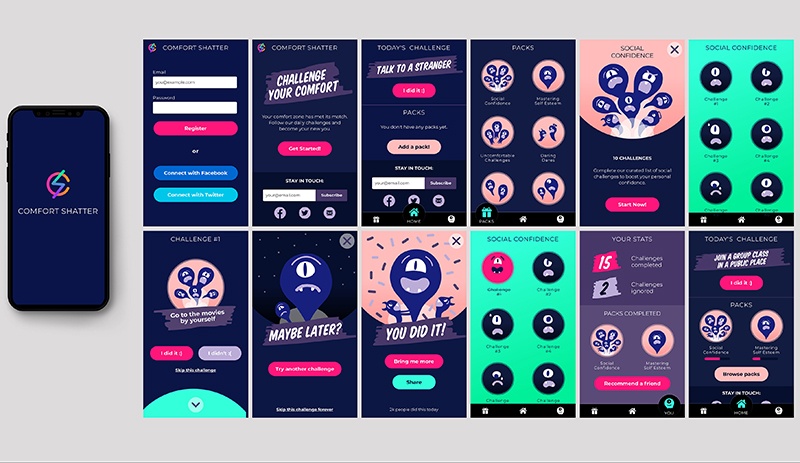 COMFORT SHATTER
COMFORT SHATTER
Email
you@example.com
Password
Register
or
Connect with Facebook
Connect with Twitter
COMFORT SHATTER
CHALLENGE
YOUR COMFORT
Your comfort zone has met its match.
Follow our daily challenges and
become your new you.
Get Started!
STAY IN TOUCH:
your@email.com
Subscribe
TODAY'S CHALLENGE
TALK TO A STRANGER
I did it :)
PACKS
You don't have any packs yet.
Add a pack!
STAY IN TOUCH:
your@email.com
Subscribe
HOME
PACKS
Social
Confidence
Mastering
Self Esteem
Uncomfortable
Challenges
Daring
Dares
PACKS
SOCIAL
CONFIDENCE
10 CHALLENGES
Complete our curated list of social
challenges to boost your personal
confidence.
Start Now!
SOCIAL CONFIDENCE
Challenge
#1
Challenge
#2
Challenge
#3
Challenge
#4
CHALLENGE #1
Go to the movies
by yourself
I did it :)
I didn't :(
Skip this challenge
MAYBE LATER?
Try another challenge
Skip this challenge forever
YOU DID IT!
Bring me more
Share
2k people did this today
SOCIAL CONFIDENCE
Challenge
#1
Challenge
Challenge
Challenge
#4
Challenge
Challenge
YOUR STATS
15
Challenges
completed
2
Challenges
ignored
PACKS COMPLETED
Social
Confidence
Mastering
Self Esteem
Recommend a friend
YOU
TODAY'S CHALLENGE
JOIN A GROUP CLASS
IN A PUBLIC PLACE
I did it :)
PACKS
Social
Confidence
Mastering
Self Esteem
Browse packs
STAY IN TOUCH:
HOME